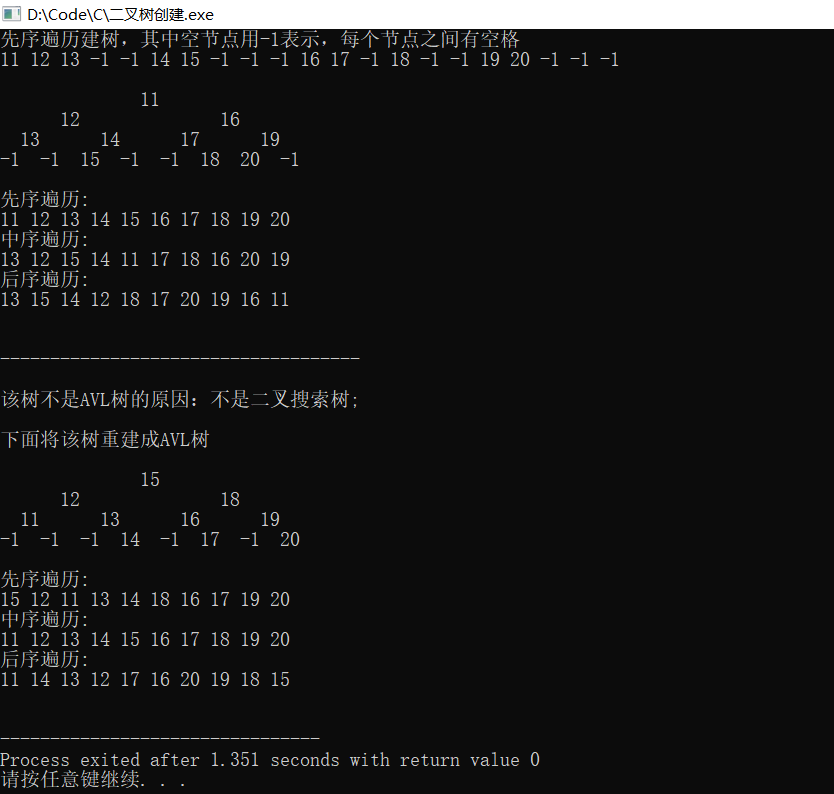 D:\Code\C\二叉树创建.exe
先序遍历建树，其中空节点用-1表示，每个节点之间有空格
11 12 13 -1 -1 14 15 -1 -1 -1 16 17 -1 18 -1 -1 19 20 -1 -1 -1
11
12 16
13 14 17 19
-1 -1 15 -1 -1 18 20 -1
先序遍历:
11 12 13 14 15 16 17 18 19 20
中序遍历:
13 12 15 14 11 17 18 16 20 19
后序遍历:
13 15 14 12 18 17 20 19 16 11
------------------------------------
该树不是AVL树的原因：不是二叉搜索树;
下面将该树重建成AVL树
15
12 18
11 13 16 19
-1 -1 -1 14 -1 17 -1 20
先序遍历:
15 12 11 13 14 18 16 17 19 20
中序遍历:
11 12 13 14 15 16 17 18 19 20
后序遍历:
11 14 13 12 17 16 20 19 18 15
--------------------------------
Process exited after 1.351 seconds with return value 0
请按任意键继续. . .